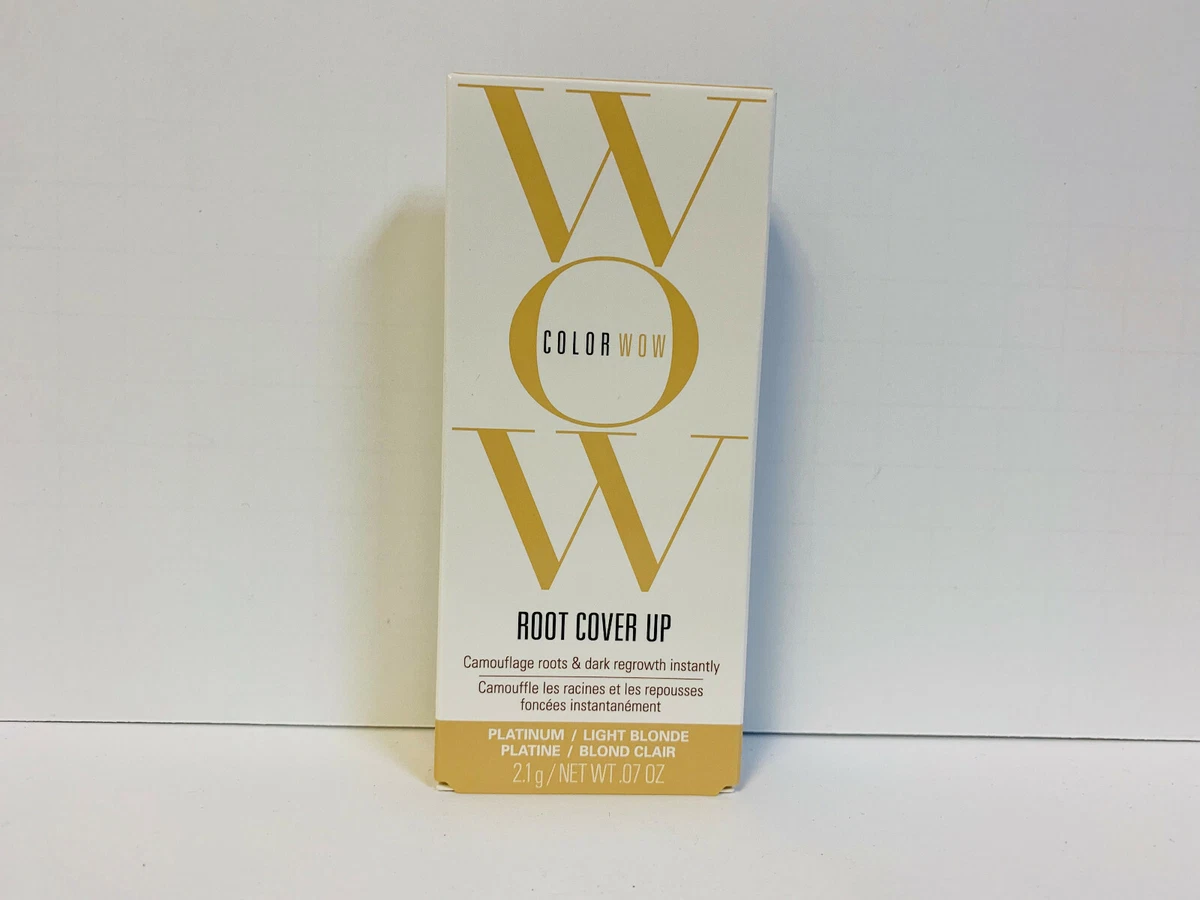 W
O
COLOR WOW
W
ROOT COVER UP
Camouflage roots & dark regrowth instantly
Camouffle les racines et les repousses
foncées instantanément
PLATINUM / LIGHT BLONDE
PLATINE / BLOND CLAIR
2.1 g / NET WT .07 OZ